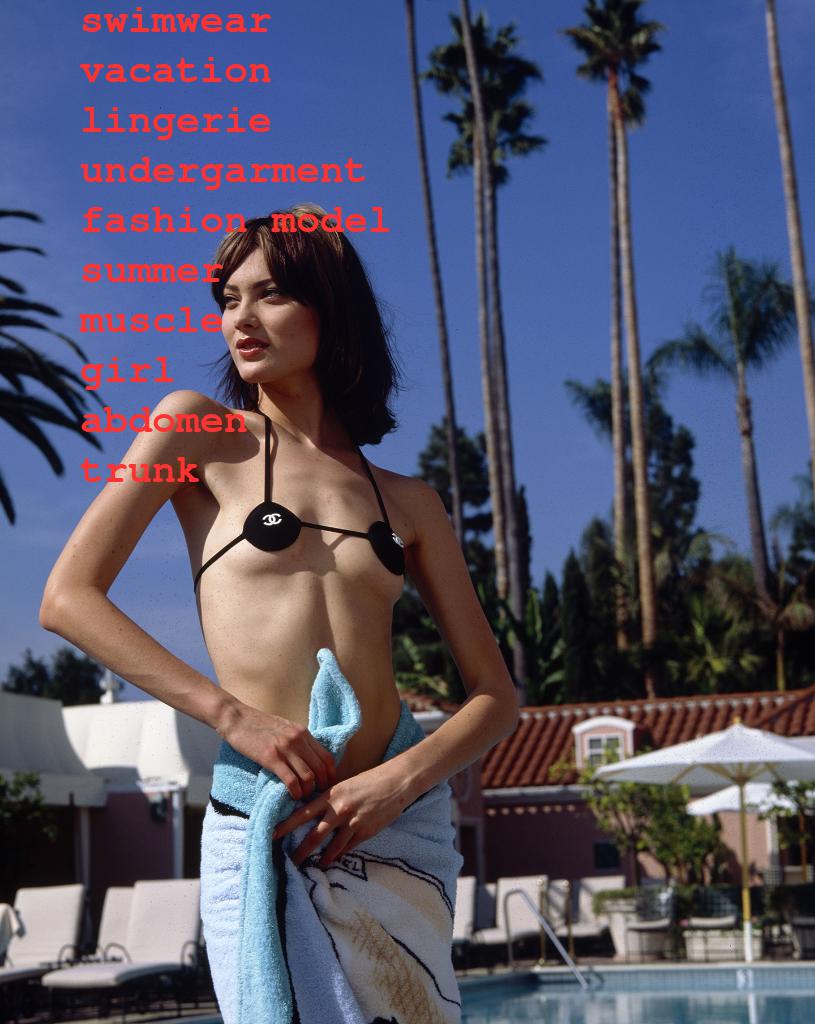 swimwear
vacation
lingerie
undergarment
fashion model
summer
muscle
girl
abdomen
trunk